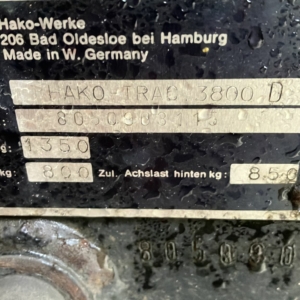 Hako-Werke
206 Bad Oldesloe bei Hamburg
Made in W. Germany
HAKO-TRAC 3800 D
1350
kg: 800 Zul. Achslast hinten kg: 850